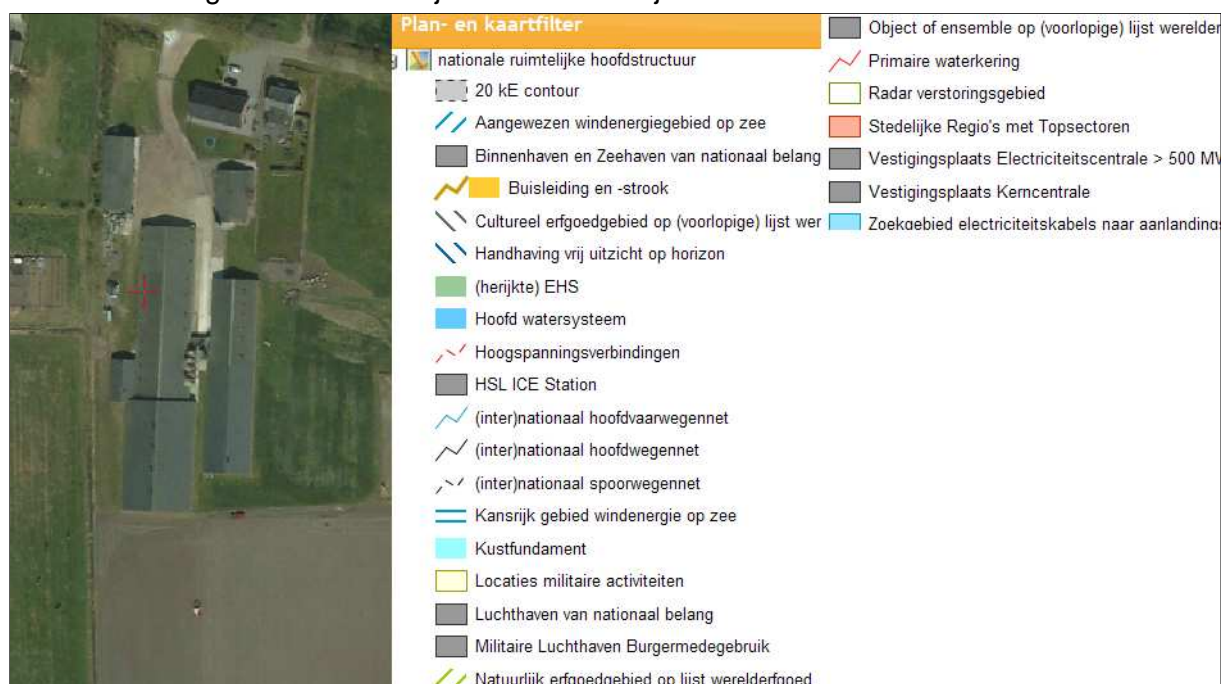 Plan- en kaartfilter
nationale ruimtelijke hoofdstructuur
20 kE contour
Aangewezen windenergiegebied op zee
Binnenhaven en Zeehaven van nationaal belang
Buisleiding en -strook
Cultureel erfgoedgebied op (voorlopige) lijst wer
Handhaving vrij uitzicht op horizon
(herijkte) EHS
Hoofd watersysteem
Hoogspanningsverbindingen
HSL ICE Station
(inter)nationaal hoofdvaarwegennet
(inter)nationaal hoofdwegennet
(inter)nationaal spoorwegennet
Kansrijk gebied windenergie op zee
Kustfundament
Locaties militaire activiteiten
Luchthaven van nationaal belang
Militaire Luchthaven Burgermedegebruik
Natuurlijk erfgoedgebied op lijst werelderfgoed
Object of ensemble op (voorlopige) lijst werelder
Primaire waterkering
Radar verstoringsgebied
Stedelijke Regio's met Topsectoren
Vestigingsplaats Electriciteitscentrale > 500 MW
Vestigingsplaats Kerncentrale
Zoekgebied electriciteitskabels naar aanlandings